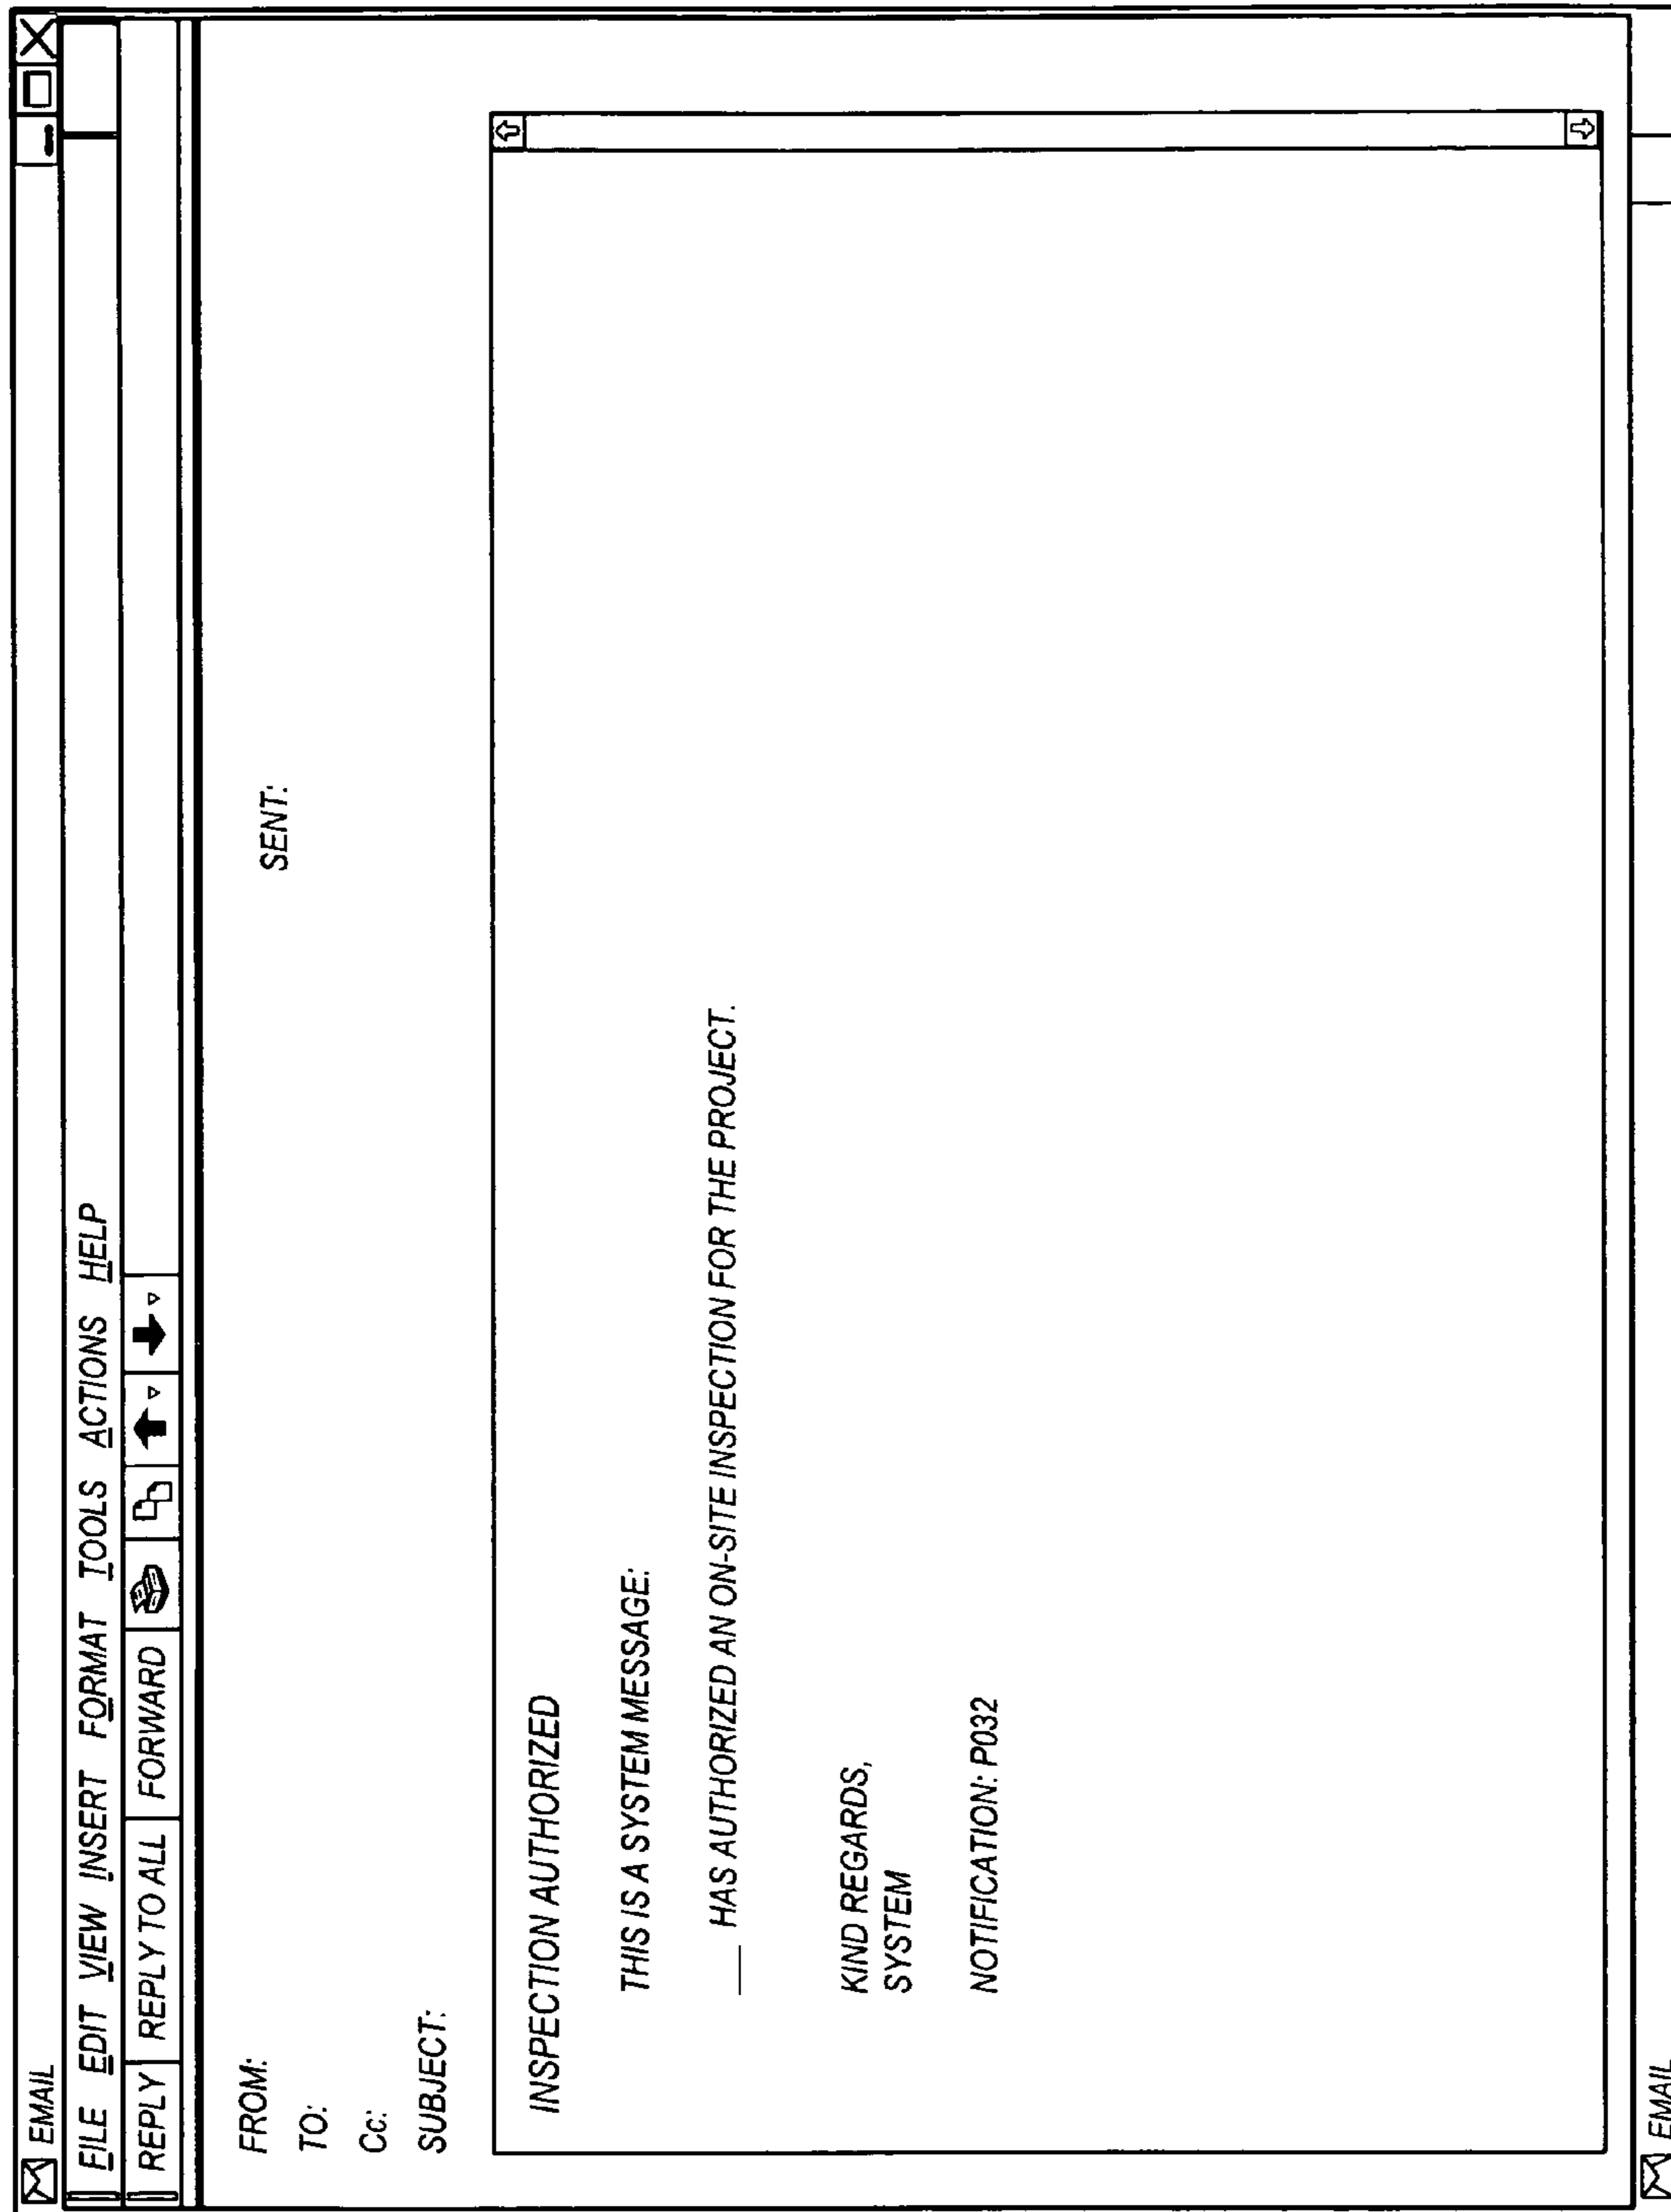 EMAIL
FILE EDIT VIEW INSERT FORMAT TOOLS ACTIONS HELP
REPLY REPLY TO ALL FORWARD
FROM: SENT:
TO:
Cc:
SUBJECT:
INSPECTION AUTHORIZED
THIS IS A SYSTEM MESSAGE:
___ HAS AUTHORIZED AN ON-SITE INSPECTION FOR THE PROJECT.
KIND REGARDS,
SYSTEM
NOTIFICATION: P032
EMAIL